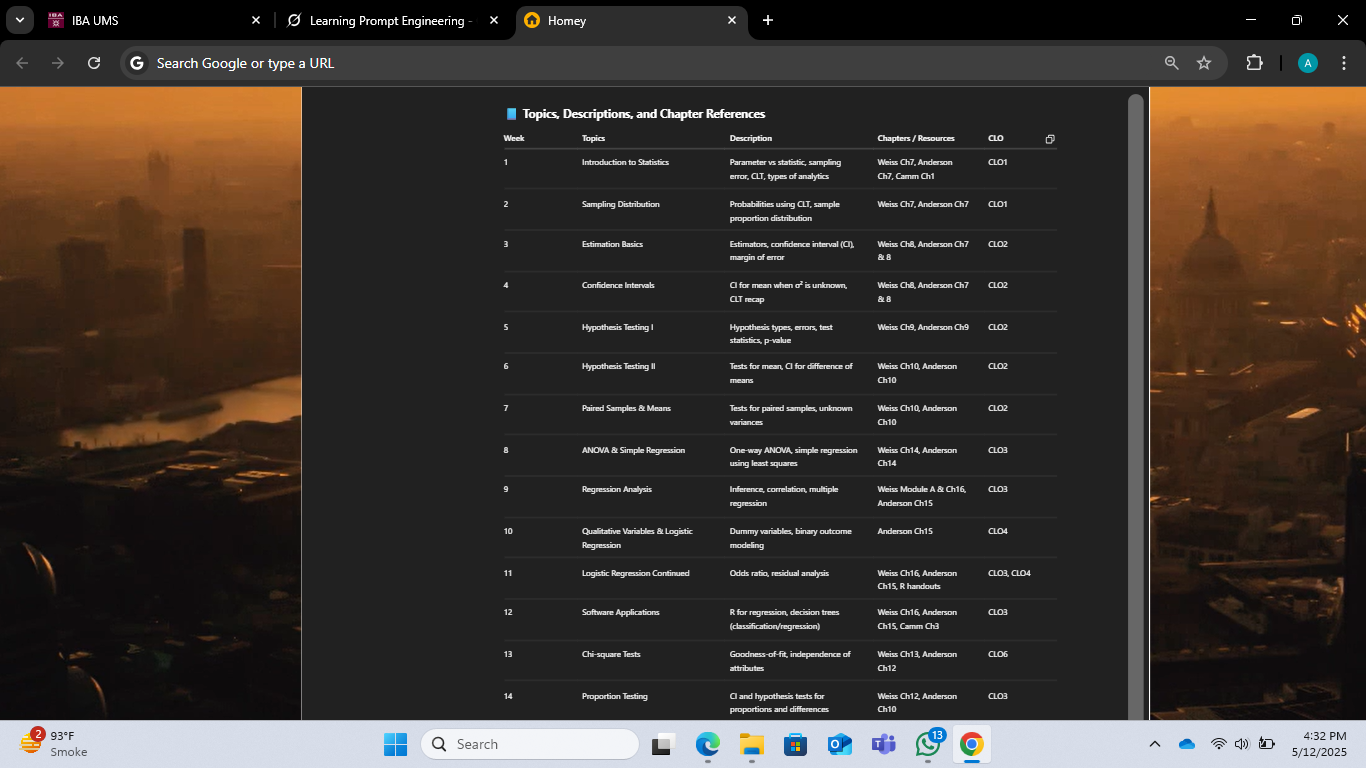 IBA UMS
Learning Prompt Engineering -
Homey
Search Google or type a URL
A
Topics, Descriptions, and Chapter References
Week Topics Description Chapters / Resources CLO
1 Introduction to Statistics Parameter vs statistic, sampling Weiss Ch7, Anderson CLO1
error, CLT, types of analytics Ch7, Camm Ch1
2 Sampling Distribution Probabilities using CLT, sample Weiss Ch7, Anderson Ch7 CLO1
proportion distribution
3 Estimation Basics Estimators, confidence interval (CI), Weiss Ch8, Anderson Ch7 CLO2
margin of error & 8
4 Confidence Intervals CI for mean when σ² is unknown, Weiss Ch8, Anderson Ch7 CLO2
CLT recap & 8
5 Hypothesis Testing I Hypothesis types, errors, test Weiss Ch9, Anderson Ch9 CLO2
statistics, p-value
6 Hypothesis Testing II Tests for mean, CI for difference of Weiss Ch10, Anderson CLO2
means Ch10
7 Paired Samples & Means Tests for paired samples, unknown Weiss Ch10, Anderson CLO2
variances Ch10
8 ANOVA & Simple Regression One-way ANOVA, simple regression Weiss Ch14, Anderson CLO3
using least squares Ch14
9 Regression Analysis Inference, correlation, multiple Weiss Module A & Ch16, CLO3
regression Anderson Ch15
10 Qualitative Variables & Logistic Dummy variables, binary outcome Anderson Ch15 CLO4
Regression modeling
11 Logistic Regression Continued Odds ratio, residual analysis Weiss Ch16, Anderson CLO3, CLO4
Ch15, R handouts
12 Software Applications R for regression, decision trees Weiss Ch16, Anderson CLO3
(classification/regression) Ch15, Camm Ch3
13 Chi-square Tests Goodness-of-fit, independence of Weiss Ch13, Anderson CLO6
attributes Ch12
14 Proportion Testing CI and hypothesis tests for Weiss Ch12, Anderson CLO3
proportions and differences Ch10
2
93°F
Smoke
Search
13
4:32 PM
5/12/2025